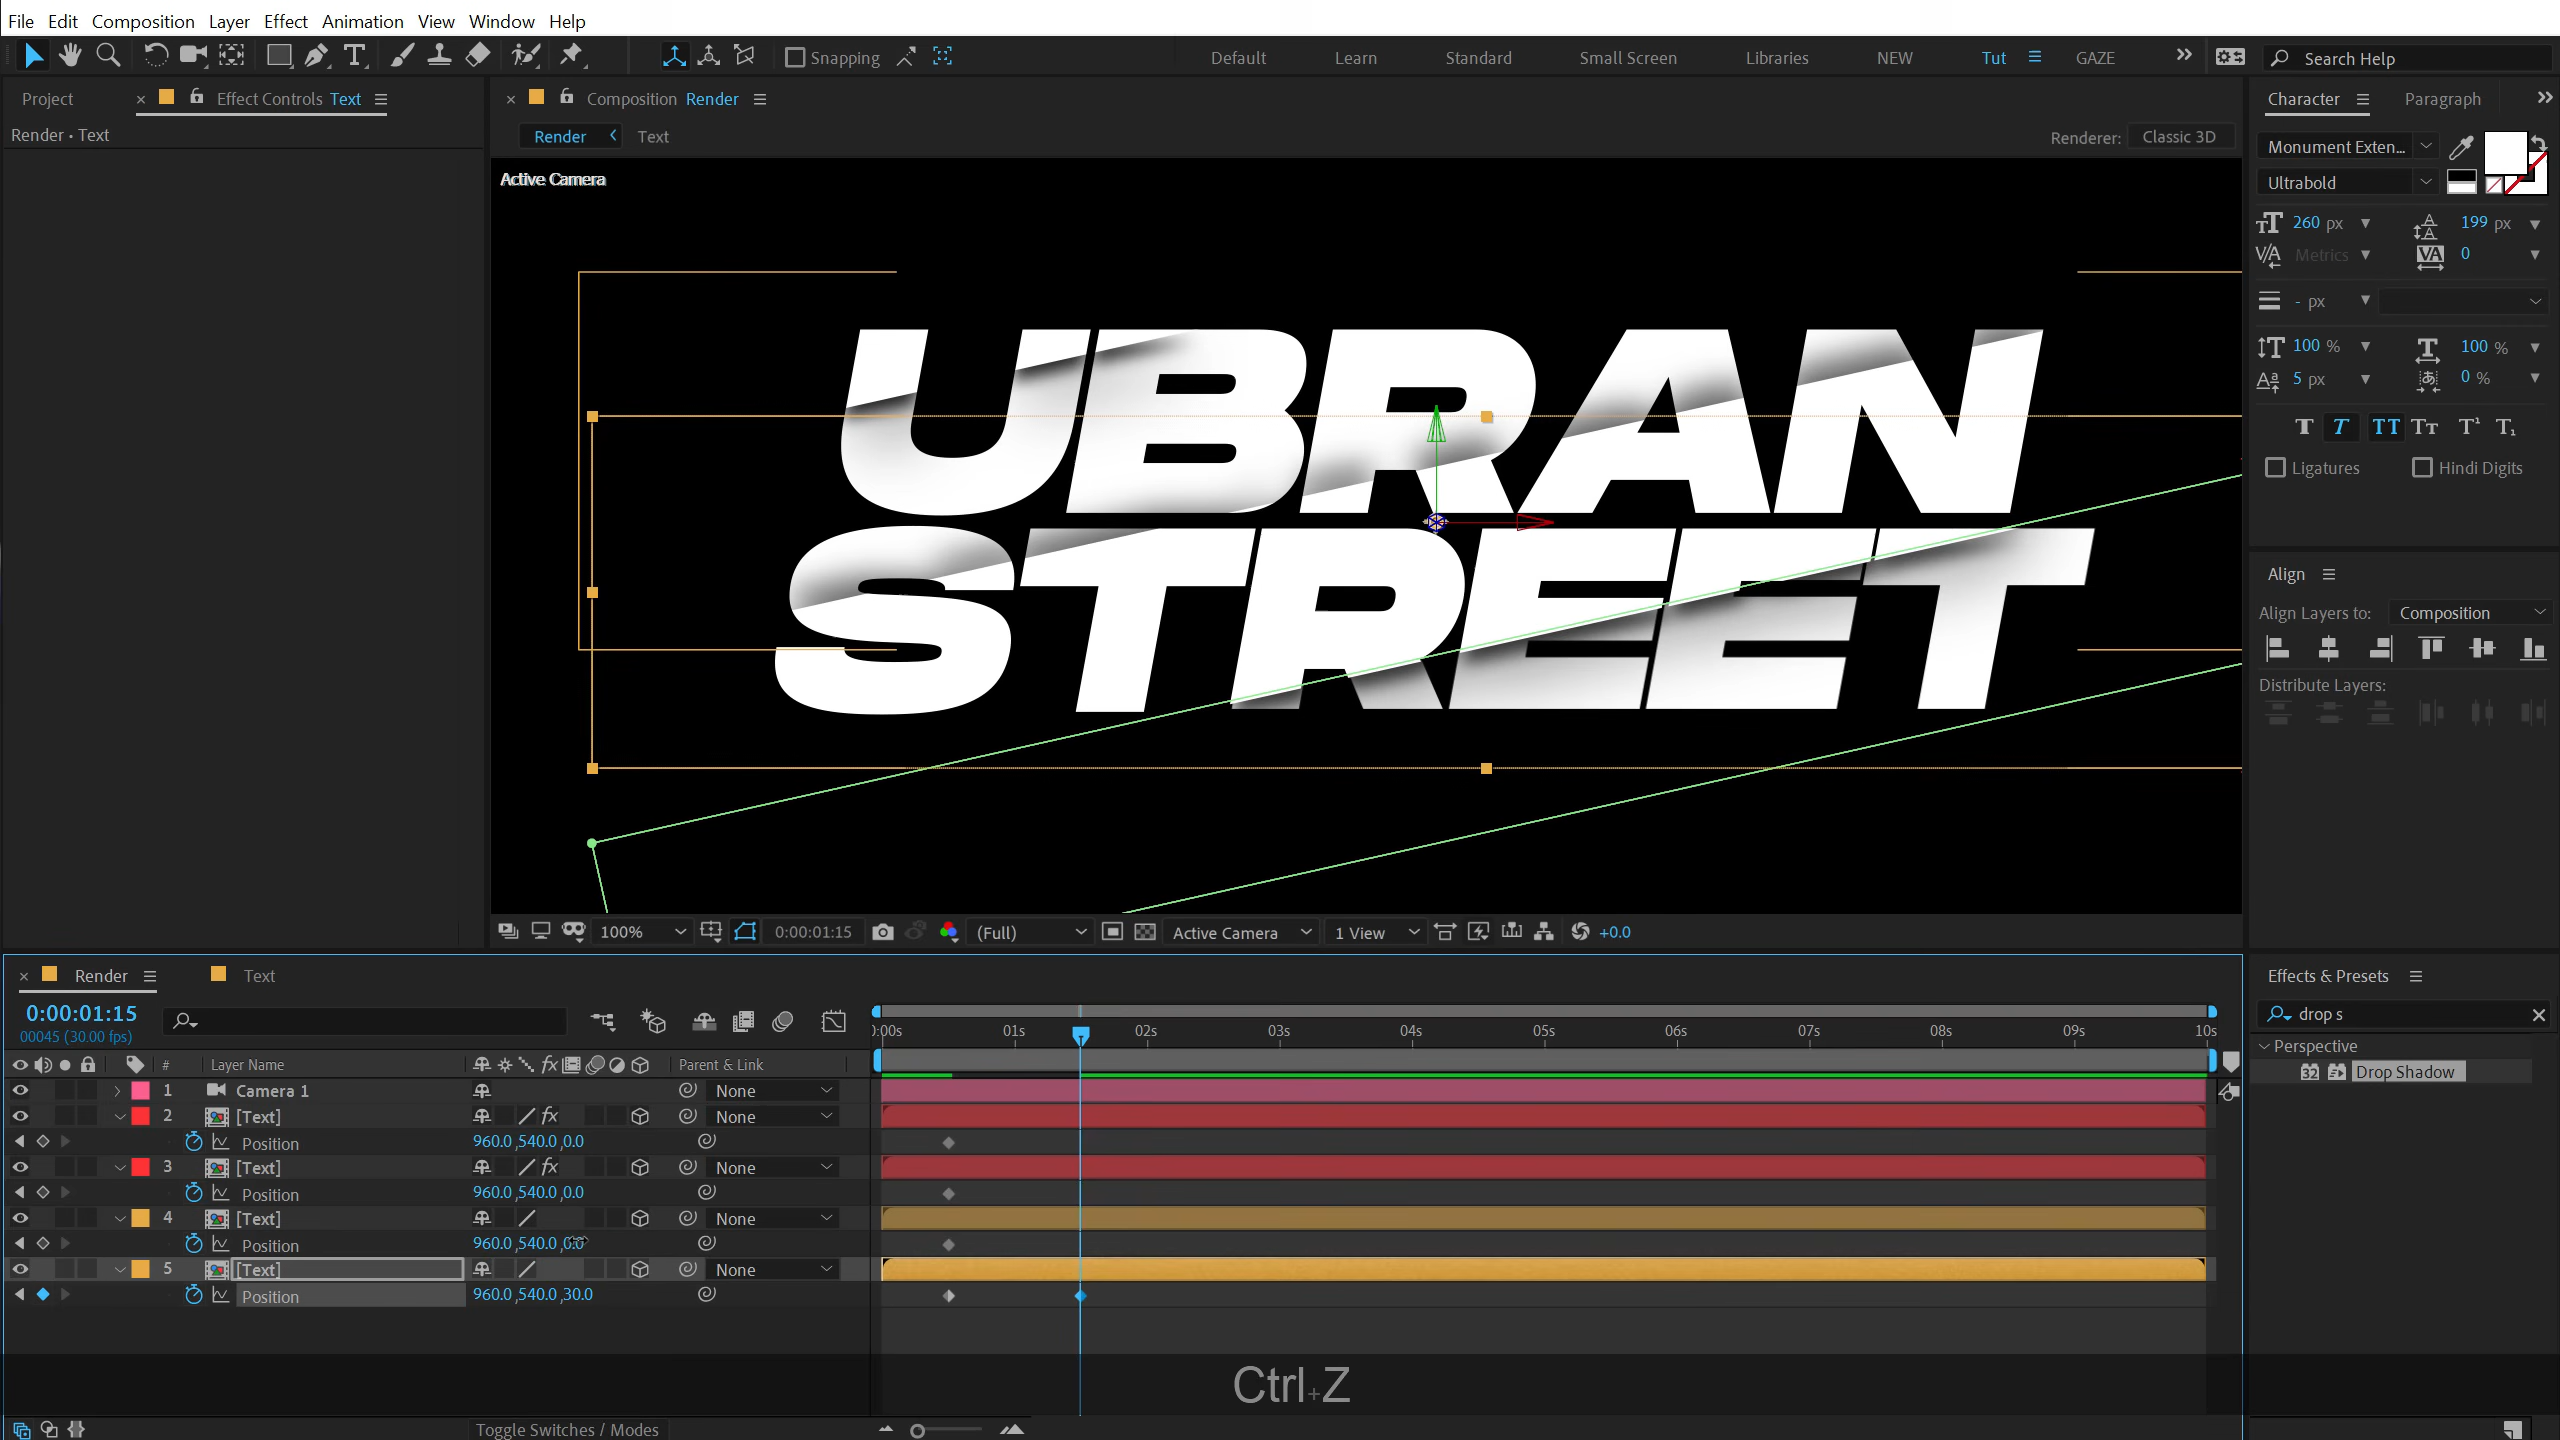 File Edit Composition Layer Effect Animation View Window Help
Snapping Default Learn Standard Small Screen Libraries NEW Tut GAZE Search Help
Project Effect Controls Text Composition Render Character Paragraph
Render • Text Render Text Renderer: Classic 3D
Active Camera
Monument Exten...
Ultrabold
260 px 199 px
Metrics 0
- px
100 % 100 %
5 px 0 %
Ligatures Hindi Digits
UBRAN
STREET
Align
Align Layers to: Composition
Distribute Layers:
100% 0:00:01:15 (Full) Active Camera 1 View +0.0
Render Text
Effects & Presets
0:00:01:15
00045 (30.00 fps)
drop s
0:00s 01s 02s 03s 04s 05s 06s 07s 08s 09s 10s
Perspective
32 Drop Shadow
# Layer Name Parent & Link
1 Camera 1 None
2 [Text] None
Position 960.0,540.0,0.0
3 [Text] None
Position 960.0,540.0,0.0
4 [Text] None
Position 960.0,540.0,0.0
5 [Text] None
Position 960.0,540.0,30.0
Ctrl+Z
Toggle Switches / Modes